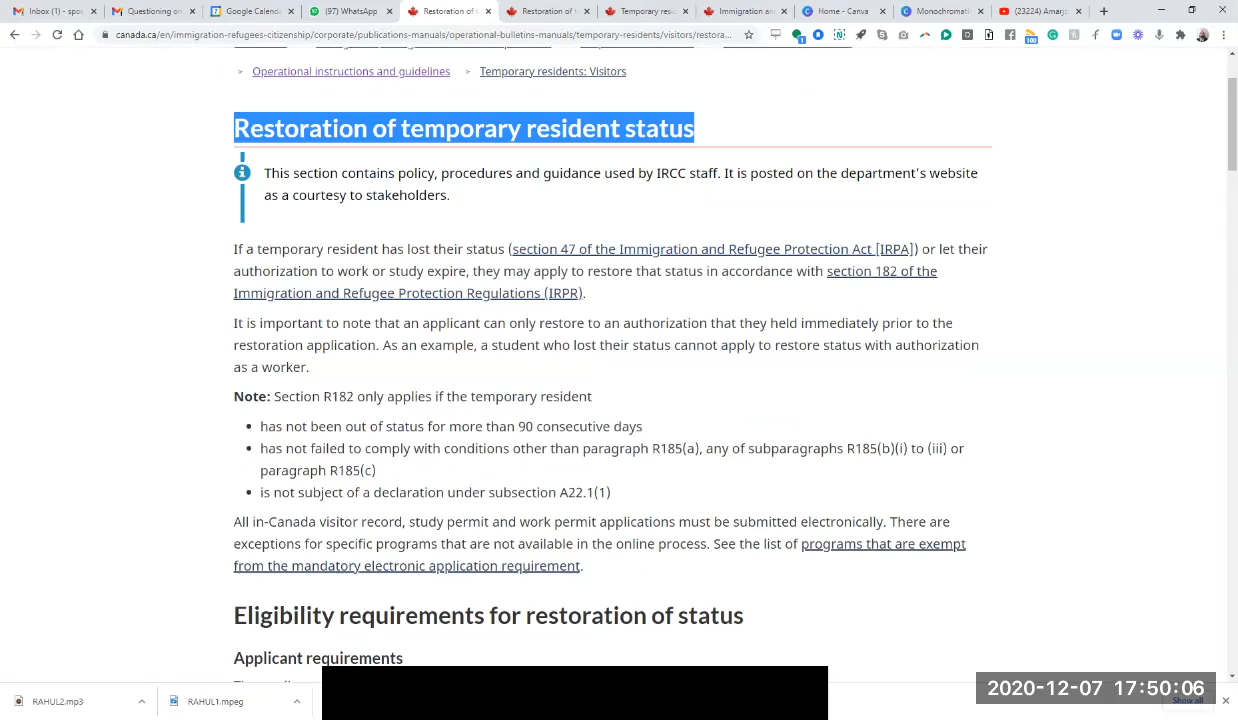 Inbox (1) - spou
Questioning on
Google Calenda
(97) WhatsApp
Restoration of t
Restoration of t
Temporary resi
Immigration an
Home - Canva
Monochromati
(23224) Amarj
canada.ca/en/immigration-refugees-citizenship/corporate/publications-manuals/operational-bulletins-manuals/temporary-residents/visitors/restora...
> Operational instructions and guidelines > Temporary residents: Visitors
Restoration of temporary resident status
This section contains policy, procedures and guidance used by IRCC staff. It is posted on the department's website
as a courtesy to stakeholders.
If a temporary resident has lost their status (section 47 of the Immigration and Refugee Protection Act [IRPA]) or let their
authorization to work or study expire, they may apply to restore that status in accordance with section 182 of the
Immigration and Refugee Protection Regulations (IRPR).
It is important to note that an applicant can only restore to an authorization that they held immediately prior to the
restoration application. As an example, a student who lost their status cannot apply to restore status with authorization
as a worker.
Note: Section R182 only applies if the temporary resident
• has not been out of status for more than 90 consecutive days
• has not failed to comply with conditions other than paragraph R185(a), any of subparagraphs R185(b)(i) to (iii) or
paragraph R185(c)
• is not subject of a declaration under subsection A22.1(1)
All in-Canada visitor record, study permit and work permit applications must be submitted electronically. There are
exceptions for specific programs that are not available in the online process. See the list of programs that are exempt
from the mandatory electronic application requirement.
Eligibility requirements for restoration of status
Applicant requirements
RAHUL2.mp3
RAHUL1.mpeg
2020-12-07 17:50:06
Show all